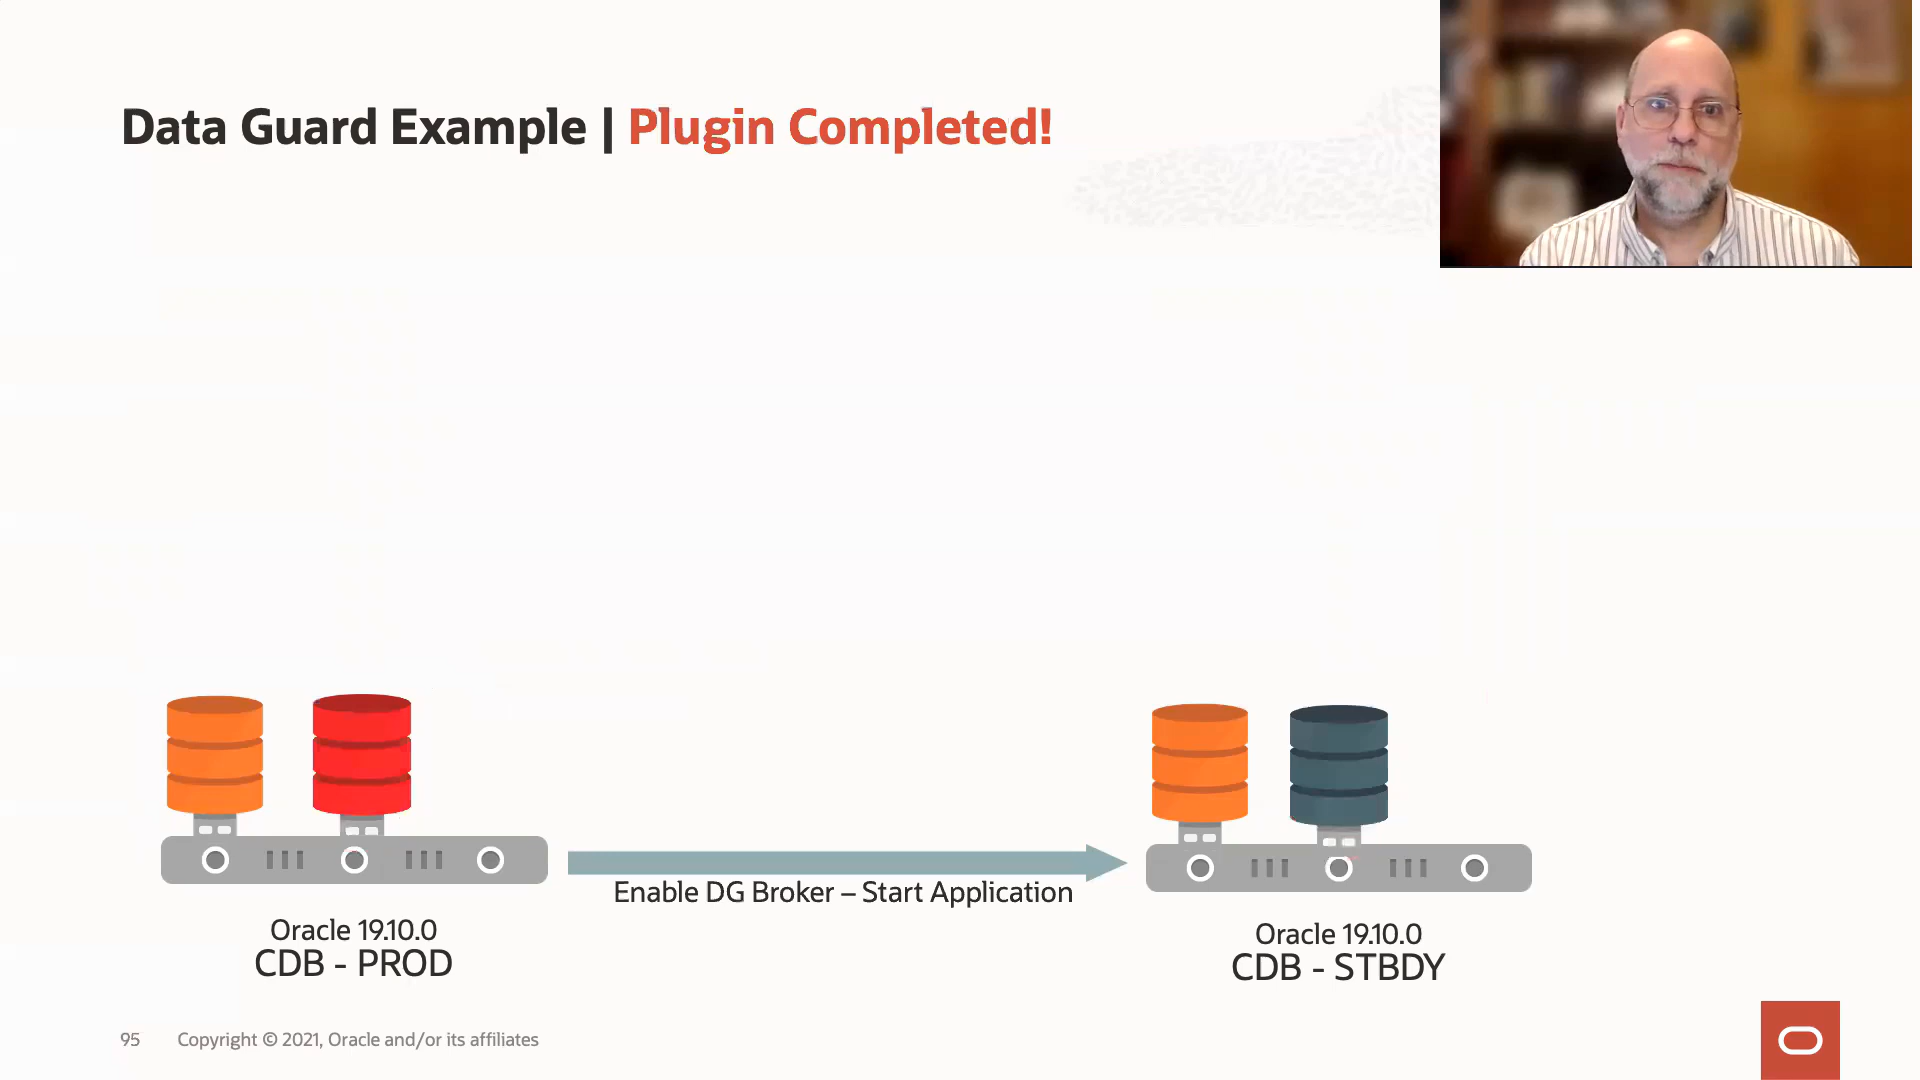 Data Guard Example | Plugin Completed!
Enable DG Broker – Start Application
Oracle 19.10.0
CDB - PROD
Oracle 19.10.0
CDB - STBDY
95 Copyright © 2021, Oracle and/or its affiliates